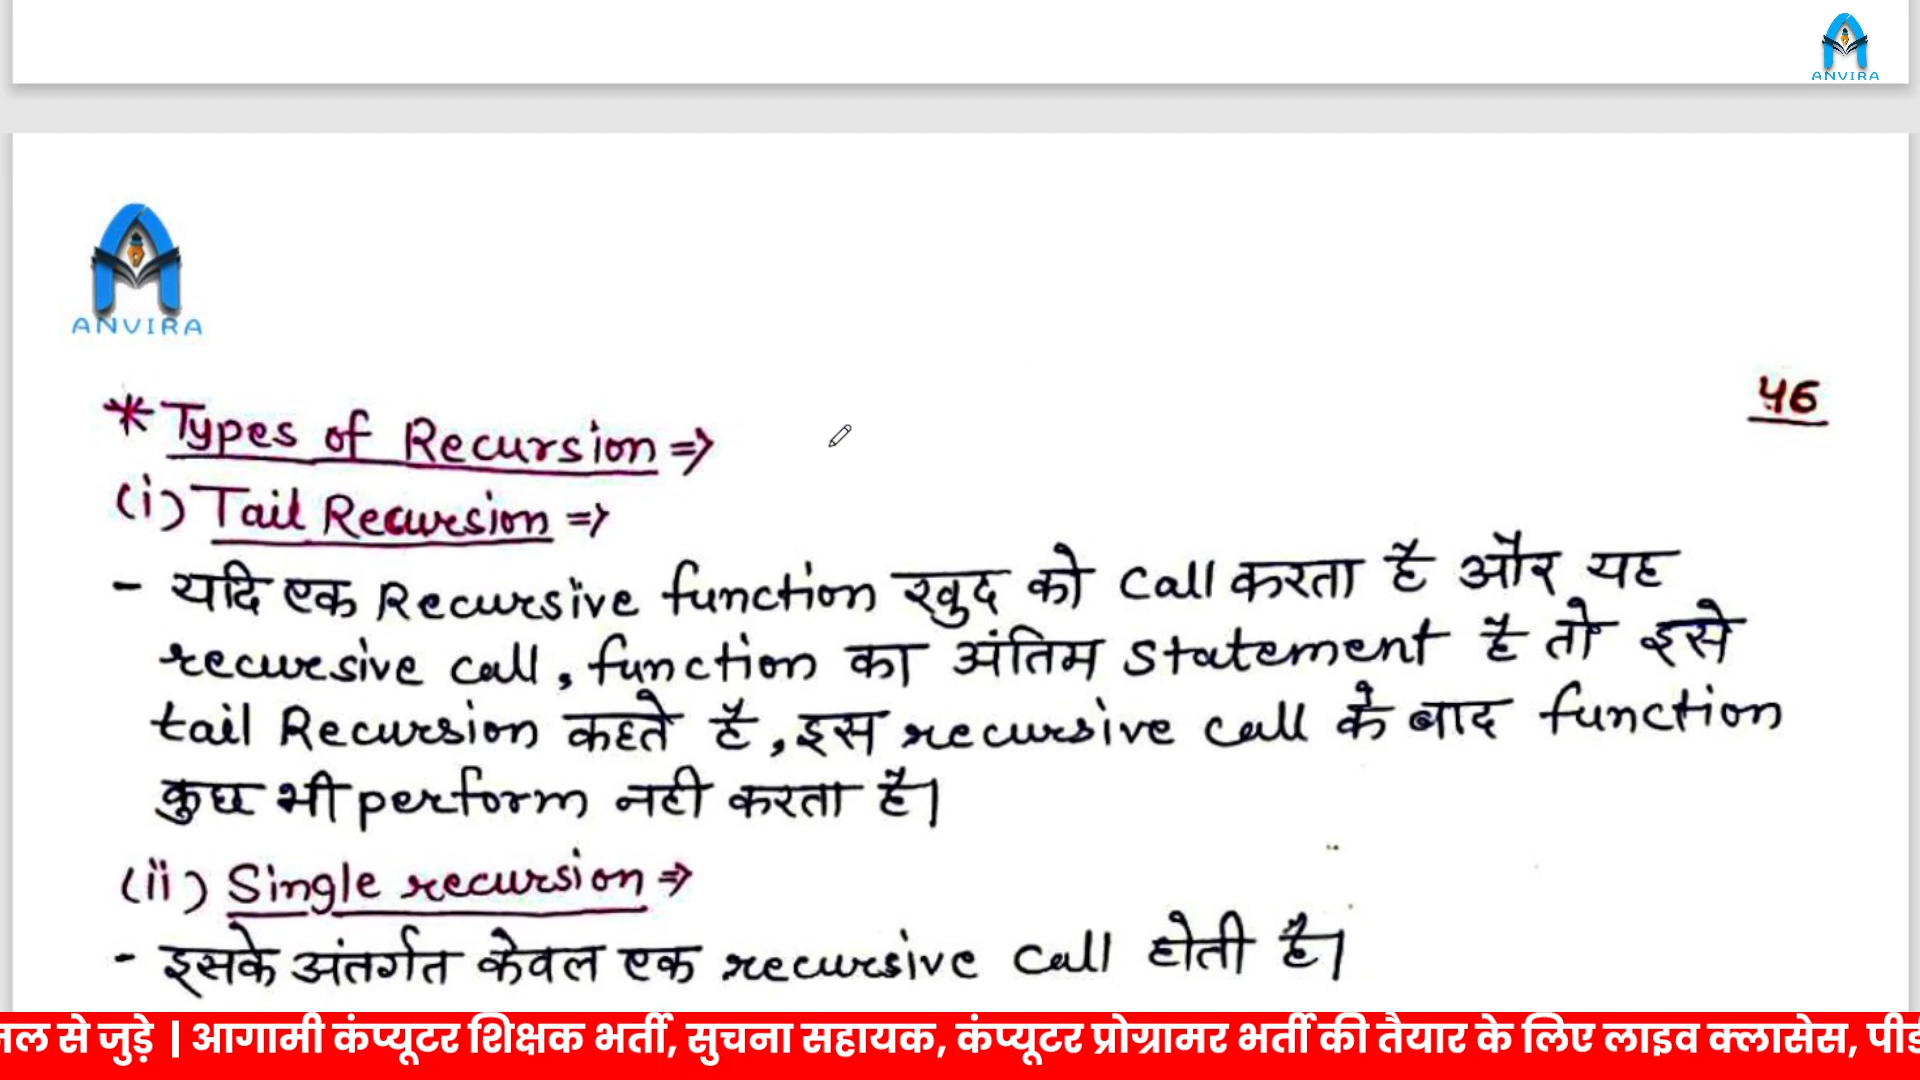 ANVIRA
ANVIRA
46
* Types of Recursion ⇒
(i) Tail Recursion ⇒
- यदि एक Recursive function खुद को Call करता है और यह
recursive call, function का अंतिम statement है तो इसे
tail Recursion कहते है, इस recursive call के बाद function
कुछ भी perform नही करता है।
(ii) Single recursion ⇒
- इसके अंतर्गत केवल एक recursive call होती है।
से जुड़े | आगामी कंप्यूटर शिक्षक भर्ती, सुचना सहायक, कंप्यूटर प्रोग्रामर भर्ती की तैयार के लिए लाइव क्लासेस,